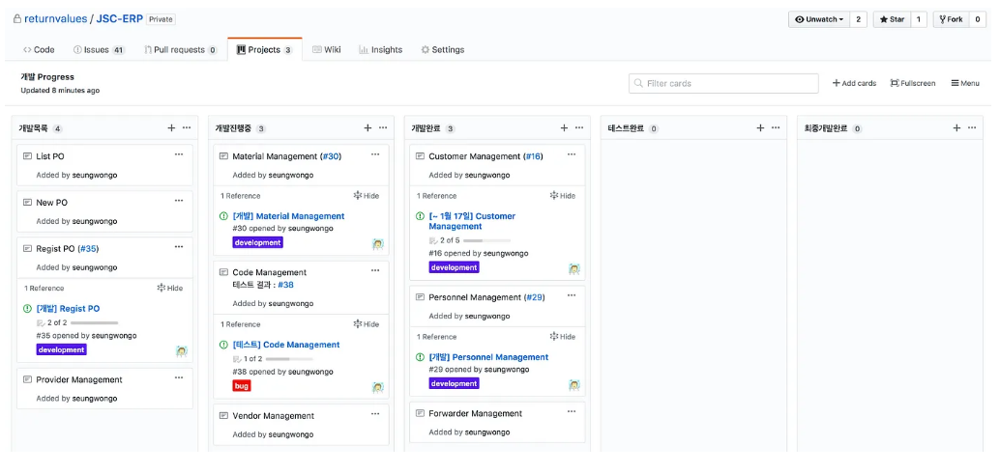 returnvalues / JSC-ERP Private
Unwatch 2 Star 1 Fork 0
Code Issues 41 Pull requests 0 Projects 3 Wiki Insights Settings
개발 Progress
Updated 8 minutes ago
Filter cards
Add cards Fullscreen Menu
개발목록 4
List PO
Added by seungwongo
New PO
Added by seungwongo
Regist PO (#35)
Added by seungwongo
1 Reference Hide
[개발] Regist PO
2 of 2
#35 opened by seungwongo
development
Provider Management
Added by seungwongo
개발진행중 3
Material Management (#30)
Added by seungwongo
1 Reference Hide
[개발] Material Management
#30 opened by seungwongo
development
Code Management
테스트 결과 : #38
Added by seungwongo
1 Reference Hide
[테스트] Code Management
1 of 2
#38 opened by seungwongo
bug
Vendor Management
Added by seungwongo
개발완료 3
Customer Management (#16)
Added by seungwongo
1 Reference Hide
[~ 1월 17일] Customer
Management
2 of 5
#16 opened by seungwongo
development
Personnel Management (#29)
Added by seungwongo
1 Reference Hide
[개발] Personnel Management
#29 opened by seungwongo
development
Forwarder Management
Added by seungwongo
테스트완료 0
최종개발완료 0